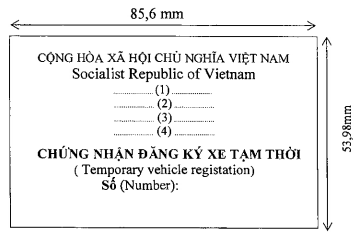 85,6 mm
CỘNG HÒA XÃ HỘI CHỦ NGHĨA VIỆT NAM
Socialist Republic of Vietnam
................ (1) ................
................ (2) ................
................ (3) ................
................ (4) ................
CHỨNG NHẬN ĐĂNG KÝ XE TẠM THỜI
( Temporary vehicle registation)
Số (Number):
53,98mm